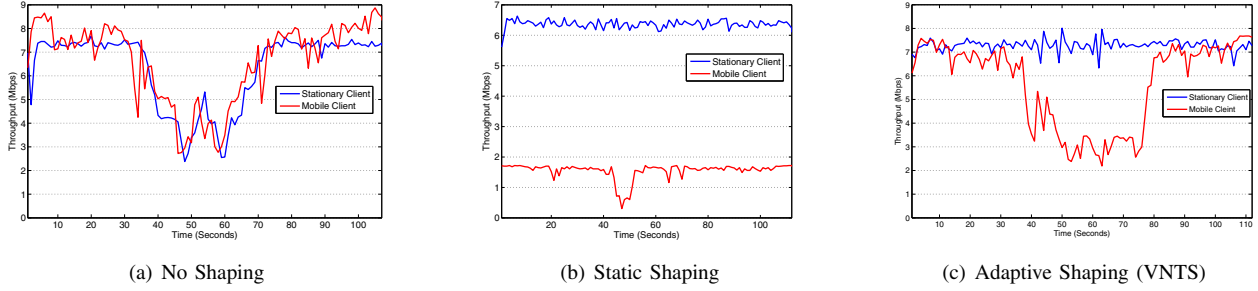 9
8
7
6
5
4
3
2
1
0
Throughput (Mbps)
Stationary Client
Mobile Client
10 20 30 40 50 60 70 80 90 100
Time (Seconds)
(a) No Shaping
7
6
5
4
3
2
1
0
Throughput (Mbps)
Stationary Client
Mobile Client
20 40 60 80 100
Time (Seconds)
(b) Static Shaping
9
8
7
6
5
4
3
2
1
0
Throughput (Mbps)
Stationary Client
Mobile Cleint
10 20 30 40 50 60 70 80 90 100 110
Time (Seconds)
(c) Adaptive Shaping (VNTS)